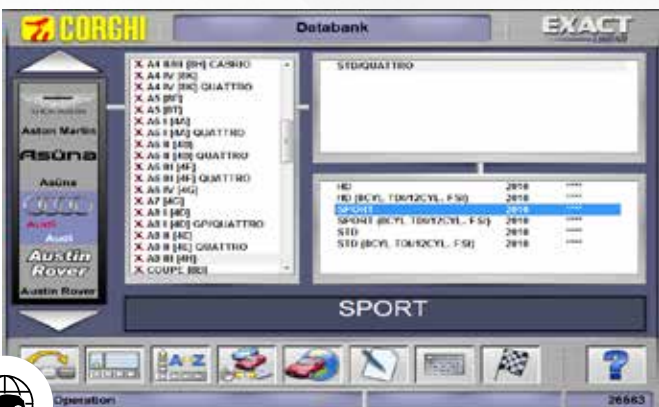 CORGHI
Databank
EXACT
Aston Martin
Asüna
Asüna
Audi
Audi
Austin
Rover
Austin Rover
X A4 IV [8K]
X A4 IV [8K] QUATTRO
X A5 [8F]
X A5 [8T]
X A6 I [4A]
X A6 I [4A] QUATTRO
X A6 II [4B]
X A6 II [4B] QUATTRO
X A6 III [4F]
X A6 III [4F] QUATTRO
X A6 IV [4G]
X A7 [4G]
X A8 I [4D]
X A8 I [4D] GP/QUATTRO
X A8 II [4E]
X A8 II [4E] QUATTRO
X A8 III [4H]
X COUPE [8B]
STD/QUATTRO
HD 2010 ****
HD (8CYL. TDI/12CYL. FSI) 2010 ****
SPORT 2010 ****
SPORT (8CYL. TDI/12CYL. FSI) 2010 ****
STD 2010 ****
STD (8CYL. TDI/12CYL. FSI) 2010 ****
SPORT
A-Z
?
Operation
26663